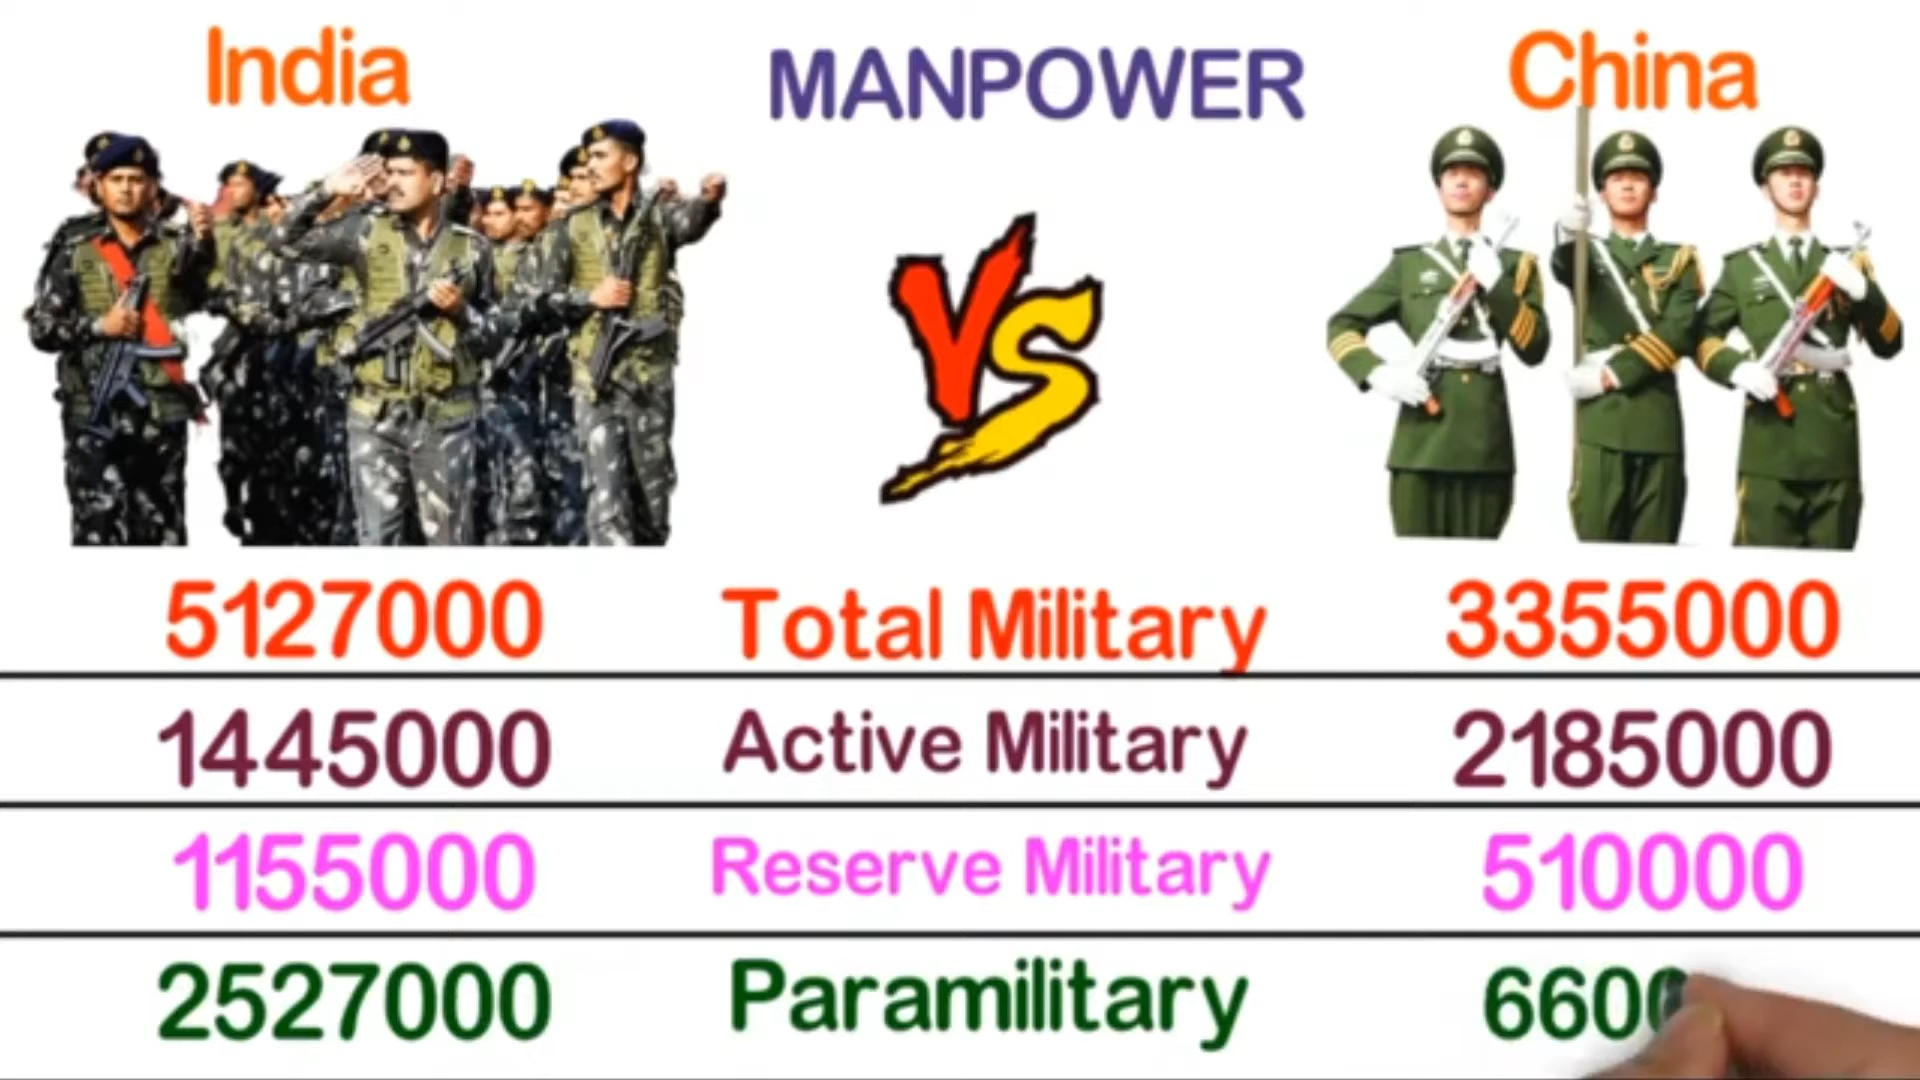 India MANPOWER China
VS
5127000 Total Military 3355000
1445000 Active Military 2185000
1155000 Reserve Military 510000
2527000 Paramilitary